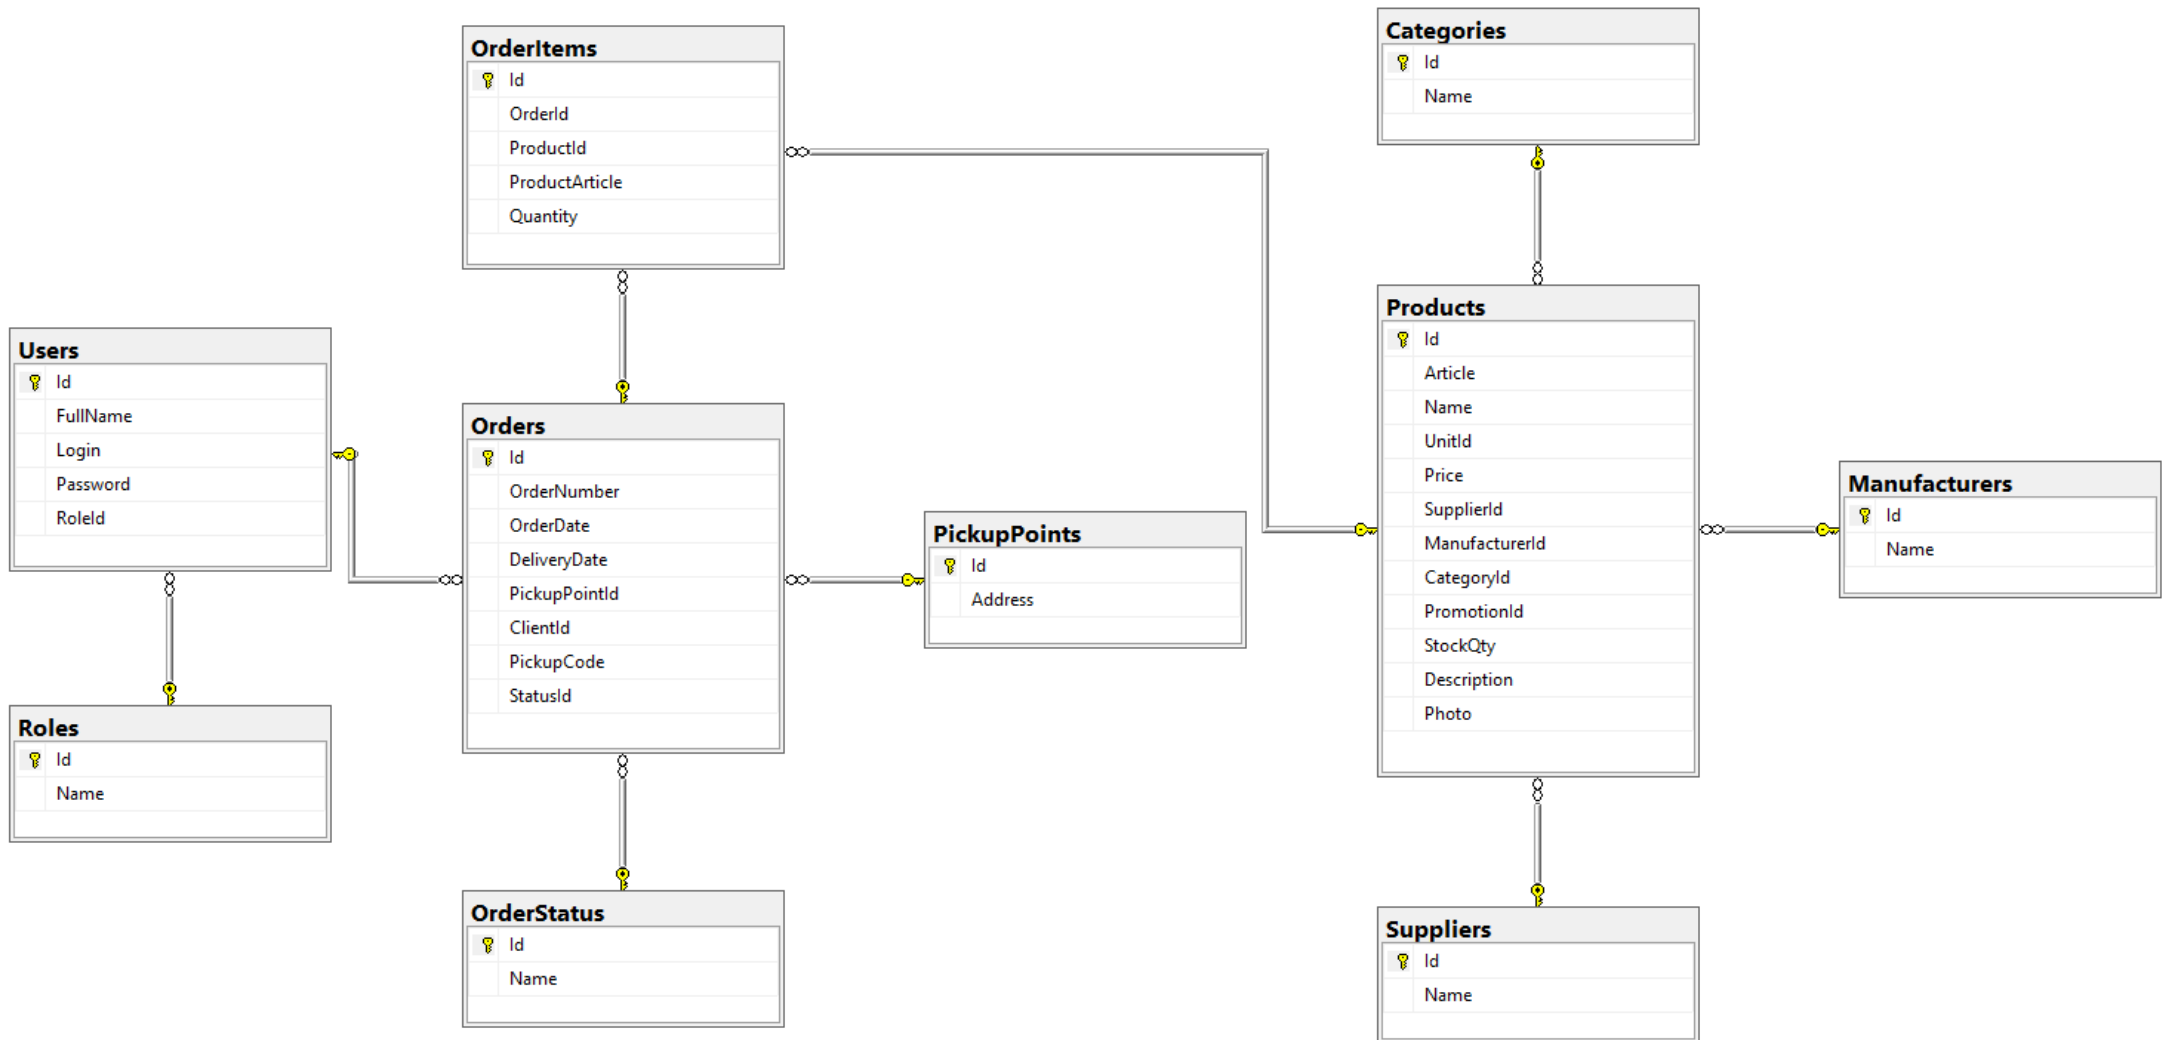 OrderItems
Id
OrderId
ProductId
ProductArticle
Quantity
Categories
Id
Name
Users
Id
FullName
Login
Password
RoleId
Orders
Id
OrderNumber
OrderDate
DeliveryDate
PickupPointId
ClientId
PickupCode
StatusId
PickupPoints
Id
Address
Products
Id
Article
Name
UnitId
Price
SupplierId
ManufacturerId
CategoryId
PromotionId
StockQty
Description
Photo
Manufacturers
Id
Name
Roles
Id
Name
OrderStatus
Id
Name
Suppliers
Id
Name